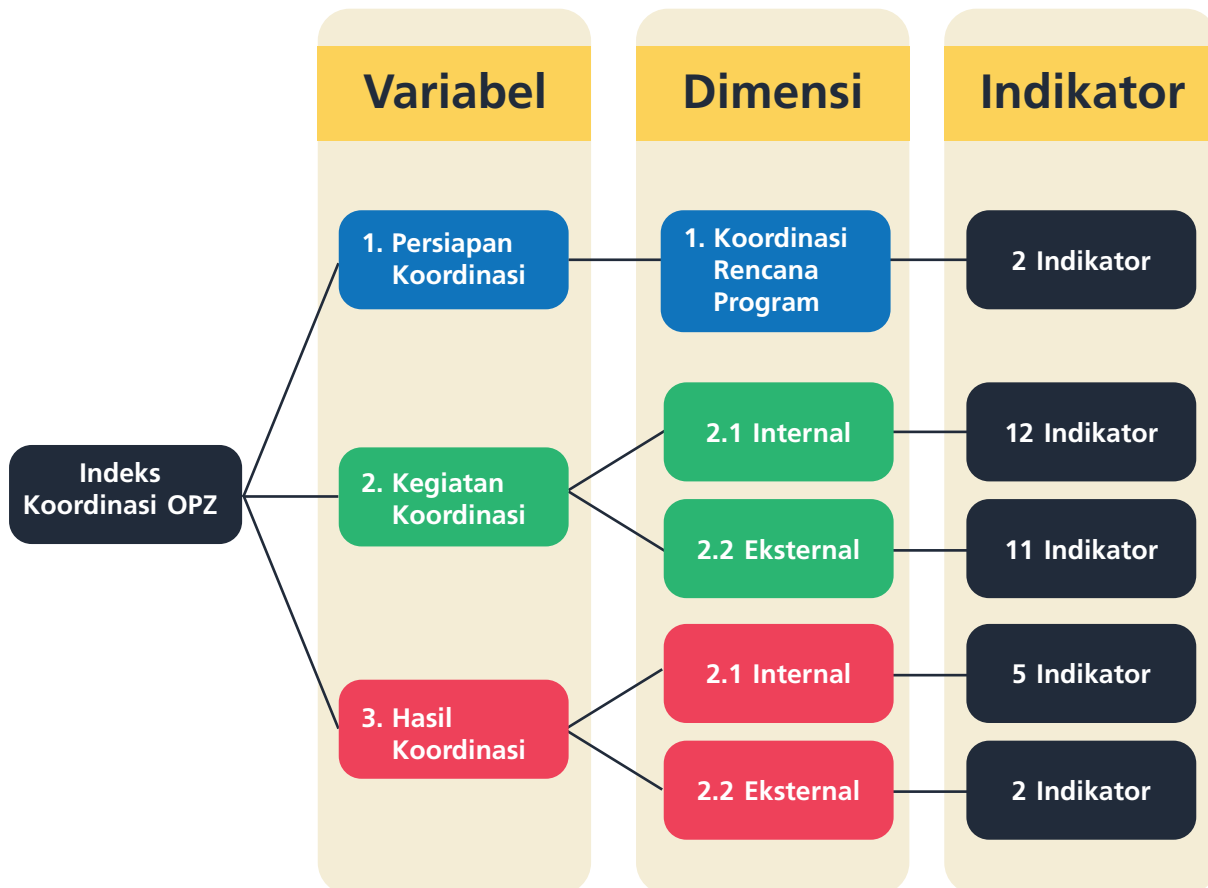 Variabel
Dimensi
Indikator
1. Persiapan
Koordinasi
1. Koordinasi
Rencana
Program
2 Indikator
2.1 Internal
12 Indikator
Indeks
Koordinasi OPZ
2. Kegiatan
Koordinasi
2.2 Eksternal
11 Indikator
2.1 Internal
5 Indikator
3. Hasil
Koordinasi
2.2 Eksternal
2 Indikator